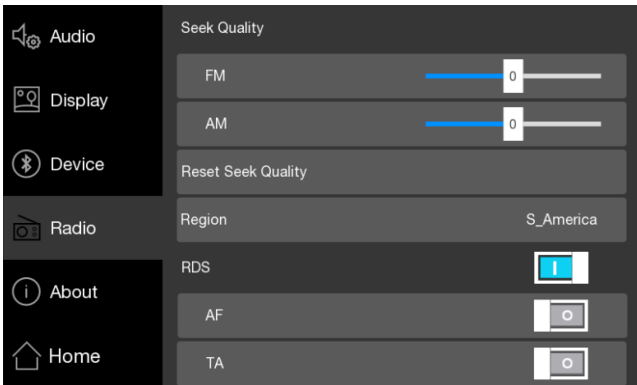 Audio
Display
Device
Radio
About
Home
Seek Quality
FM 0
AM 0
Reset Seek Quality
Region S_America
RDS
AF
TA